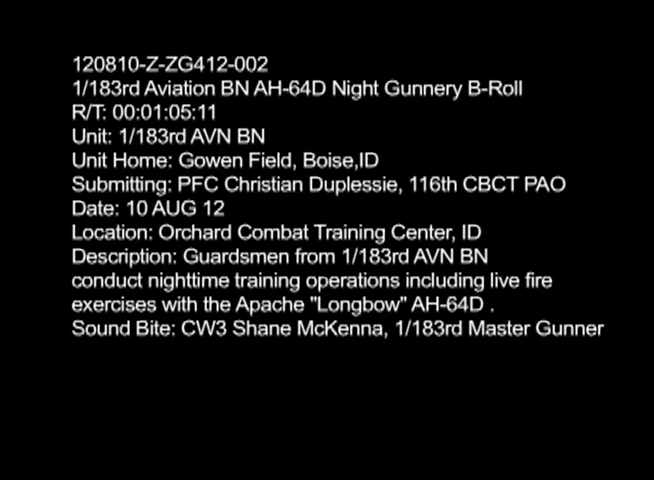 120810-Z-ZG412-002
1/183rd Aviation BN AH-64D Night Gunnery B-Roll
R/T: 00:01:05:11
Unit: 1/183rd AVN BN
Unit Home: Gowen Field, Boise,ID
Submitting: PFC Christian Duplessie, 116th CBCT PAO
Date: 10 AUG 12
Location: Orchard Combat Training Center, ID
Description: Guardsmen from 1/183rd AVN BN
conduct nighttime training operations including live fire
exercises with the Apache "Longbow" AH-64D .
Sound Bite: CW3 Shane McKenna, 1/183rd Master Gunner